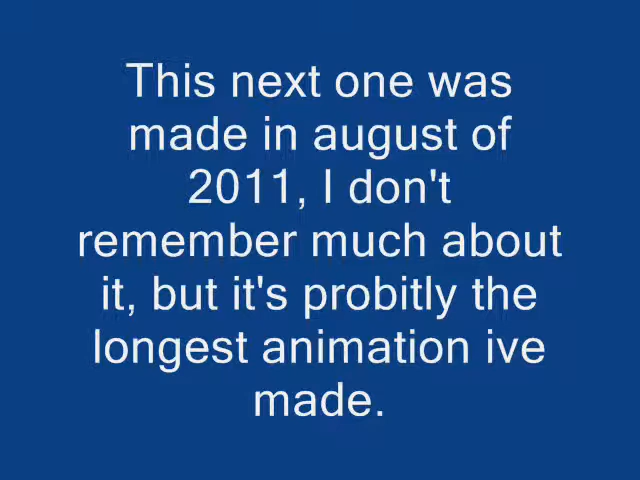 This next one was
made in august of
2011, I don't
remember much about
it, but it's probitly the
longest animation ive
made.